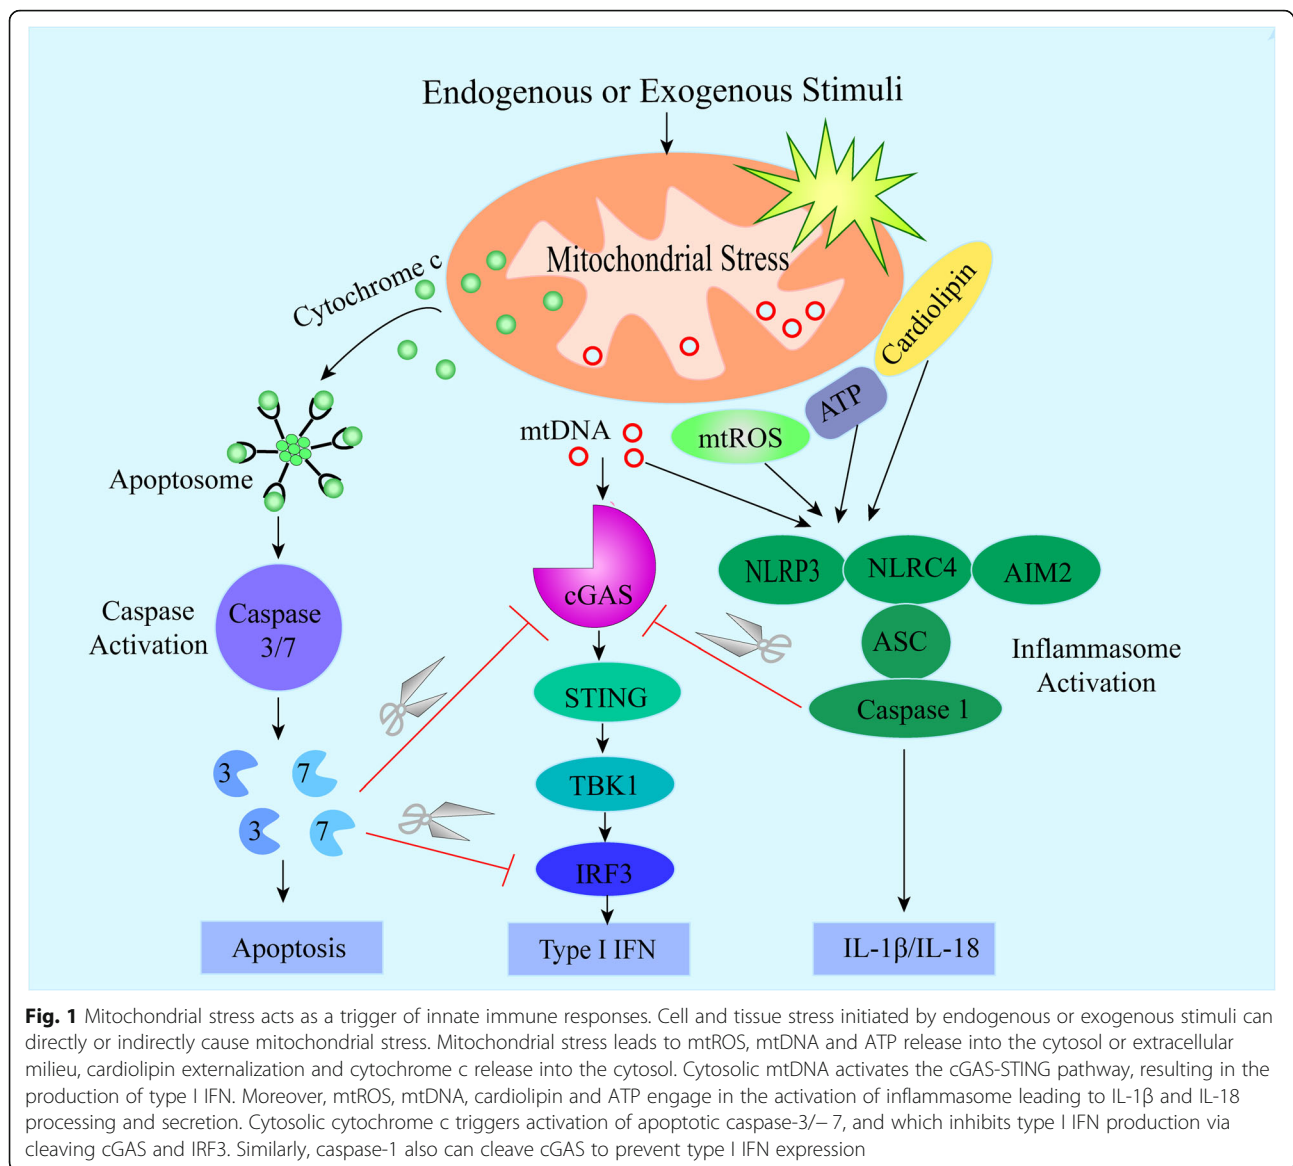 Endogenous or Exogenous Stimuli
Mitochondrial Stress
Cytochrome c
Cardiolipin
ATP
mtROS
mtDNA
Apoptosome
cGAS
NLRP3
NLRC4
AIM2
Caspase
Activation
Caspase
3/7
ASC
Inflammasome
Activation
STING
Caspase 1
3
7
TBK1
3
7
IRF3
Apoptosis
Type I IFN
IL-1β/IL-18
Fig. 1 Mitochondrial stress acts as a trigger of innate immune responses. Cell and tissue stress initiated by endogenous or exogenous stimuli can
directly or indirectly cause mitochondrial stress. Mitochondrial stress leads to mtROS, mtDNA and ATP release into the cytosol or extracellular
milieu, cardiolipin externalization and cytochrome c release into the cytosol. Cytosolic mtDNA activates the cGAS-STING pathway, resulting in the
production of type I IFN. Moreover, mtROS, mtDNA, cardiolipin and ATP engage in the activation of inflammasome leading to IL-1β and IL-18
processing and secretion. Cytosolic cytochrome c triggers activation of apoptotic caspase-3/− 7, and which inhibits type I IFN production via
cleaving cGAS and IRF3. Similarly, caspase-1 also can cleave cGAS to prevent type I IFN expression